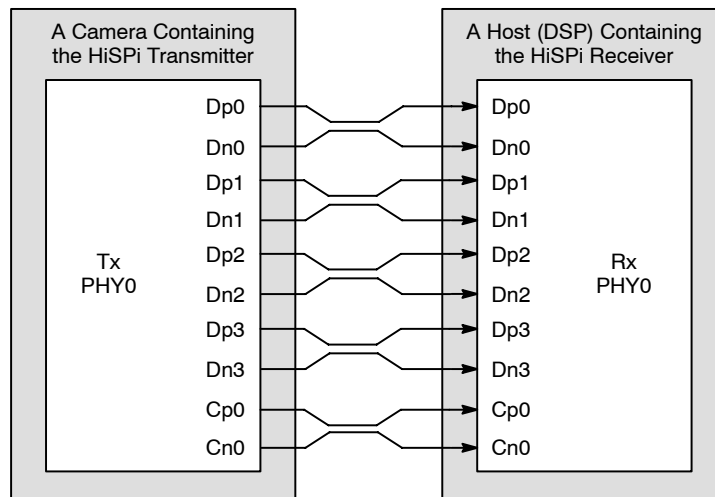 A Camera Containing
the HiSPi Transmitter
A Host (DSP) Containing
the HiSPi Receiver
Dp0
Dn0
Dp1
Dn1
Dp2
Dn2
Dp3
Dn3
Cp0
Cn0
Tx
PHY0
Dp0
Dn0
Dp1
Dn1
Dp2
Dn2
Dp3
Dn3
Cp0
Cn0
Rx
PHY0